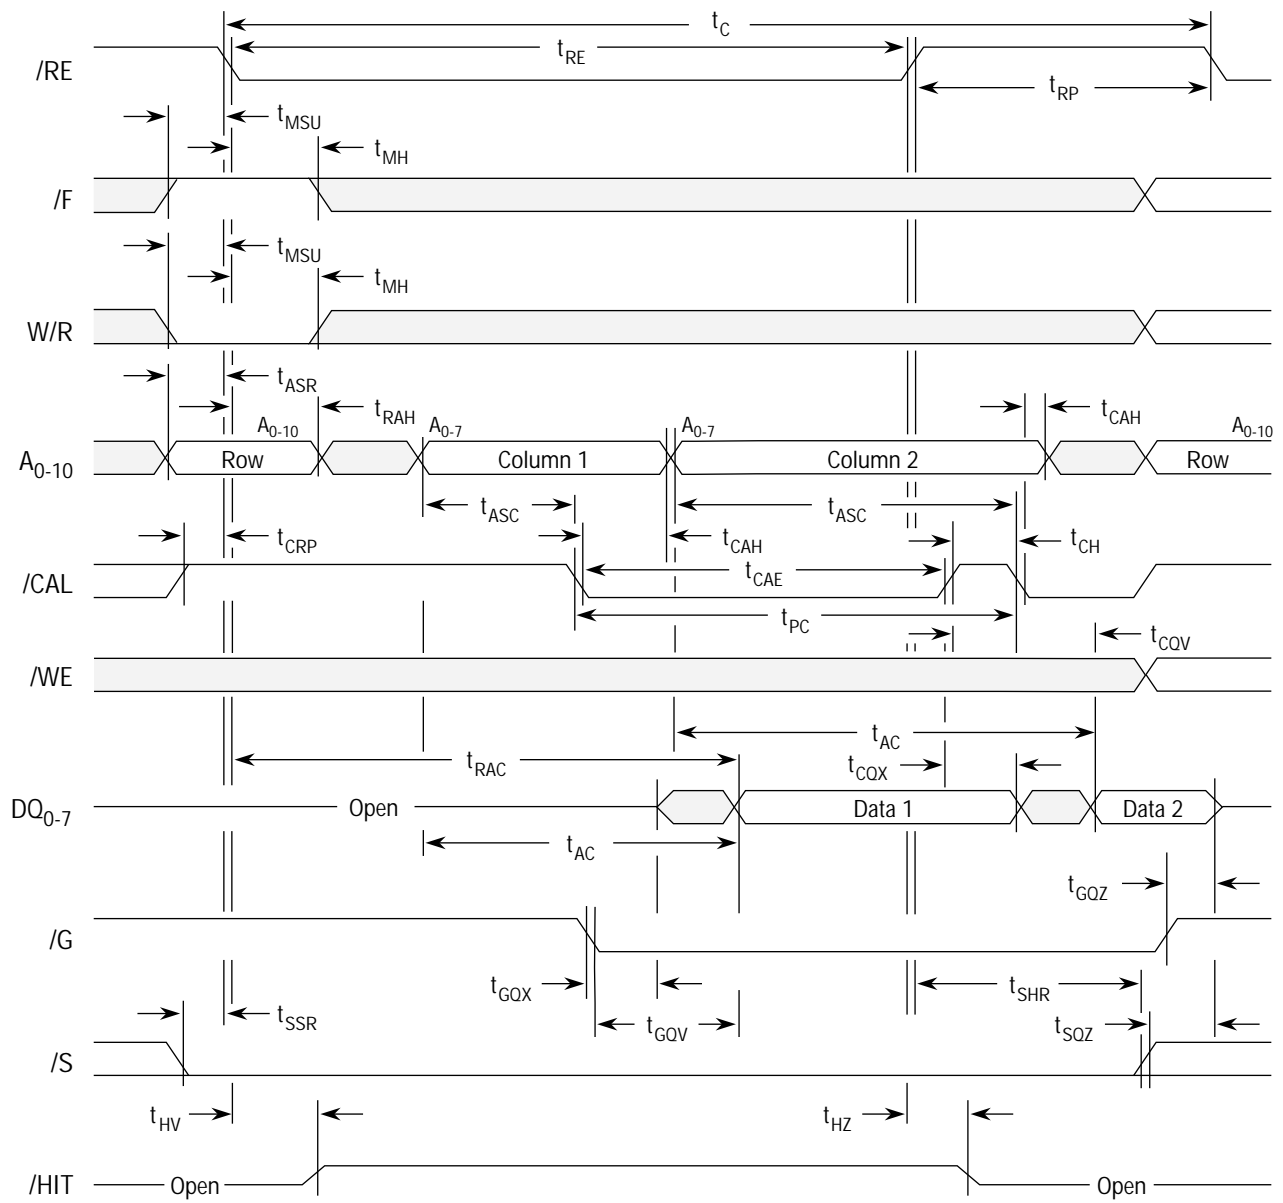 tC
tRE
/RE
tRP
tMSU
tMH
/F
tMSU
tMH
W/R
tASR
tRAH
tCAH
A0-10
A0-7
A0-7
A0-10
A0-10
Row
Column 1
Column 2
Row
tASC
tASC
tCRP
tCAH
tCH
/CAL
tCAE
tPC
tCQV
/WE
tAC
tRAC
tCQX
DQ0-7
Open
Data 1
Data 2
tAC
tGQZ
/G
tGQX
tSHR
tSSR
tGQV
tSQZ
/S
tHV
tHZ
/HIT
Open
Open